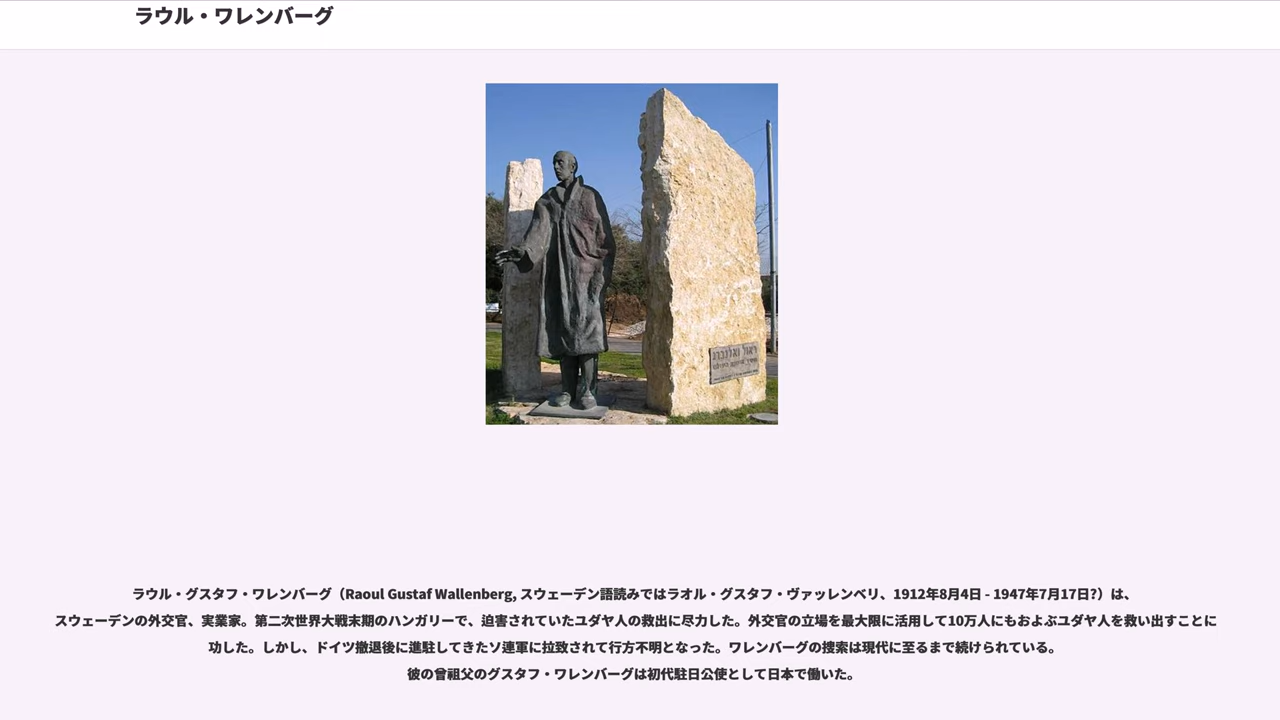 ラウル・ワレンバーグ
ראול ואלנברג
ラウル・グスタフ・ワレンバーグ（Raoul Gustaf Wallenberg, スウェーデン語読みではラオル・グスタフ・ヴァッレンベリ、1912年8月4日 - 1947年7月17日?）は、
スウェーデンの外交官、実業家。第二次世界大戦末期のハンガリーで、迫害されていたユダヤ人の救出に尽力した。外交官の立場を最大限に活用して10万人にもおよぶユダヤ人を救い出すことに
功した。しかし、ドイツ撤退後に進駐してきたソ連軍に拉致されて行方不明となった。ワレンバーグの捜索は現代に至るまで続けられている。
彼の曾祖父のグスタフ・ワレンバーグは初代駐日公使として日本で働いた。